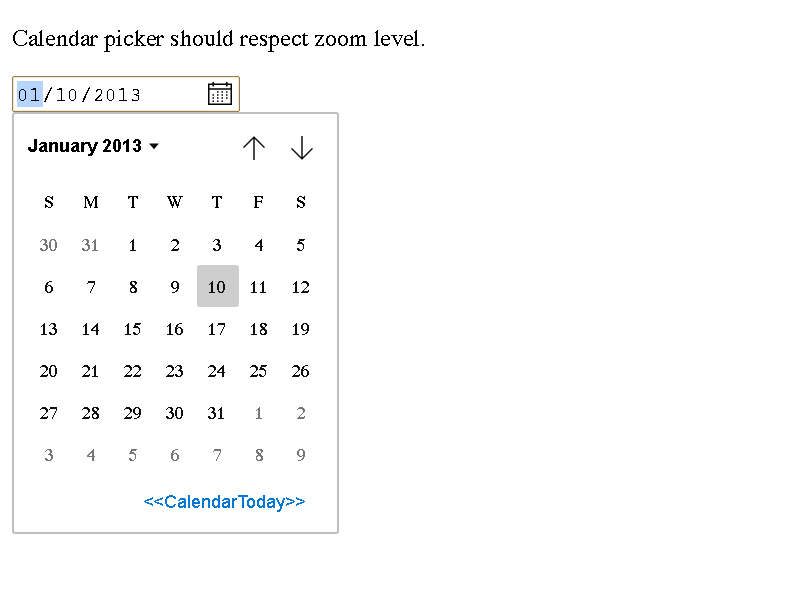 Calendar picker should respect zoom level.
01/10/2013
January 2013
S M T W T F S
30 31 1 2 3 4 5
6 7 8 9 10 11 12
13 14 15 16 17 18 19
20 21 22 23 24 25 26
27 28 29 30 31 1 2
3 4 5 6 7 8 9
<<CalendarToday>>